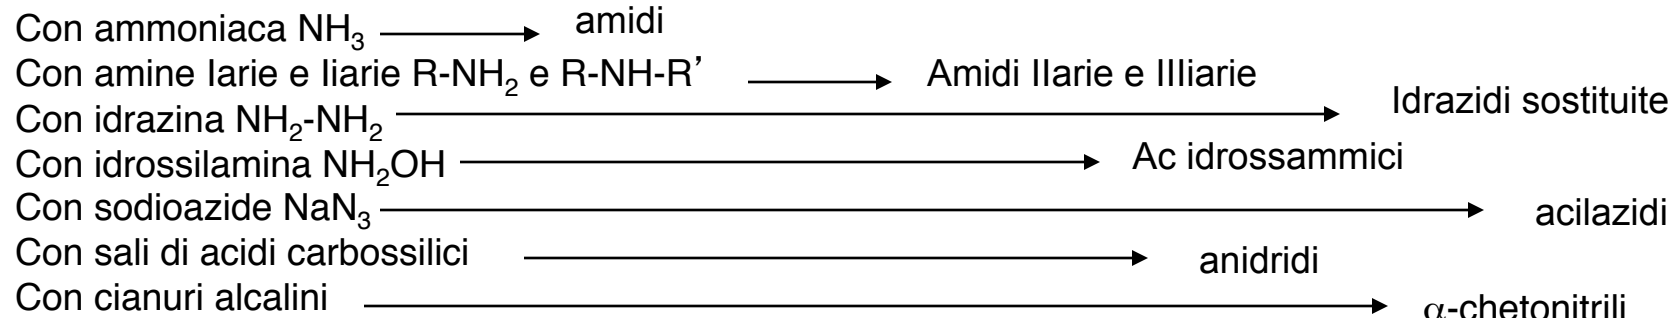 Con ammoniaca NH3 amidi
Con amine Iarie e Iiarie R-NH2 e R-NH-R' Amidi IIarie e IIIiarie
Con idrazina NH2-NH2 Idrazidi sostituite
Con idrossilamina NH2OH Ac idrossammici
Con sodioazide NaN3 acilazidi
Con sali di acidi carbossilici anidridi
Con cianuri alcalini α-chetonitrili